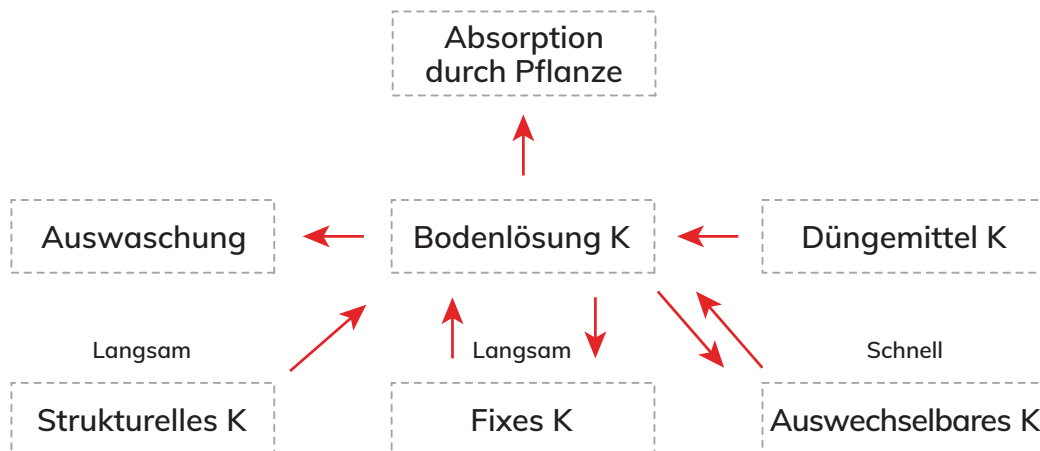 Absorption
durch Pflanze
Auswaschung
Bodenlösung K
Düngemittel K
Langsam
Langsam
Schnell
Strukturelles K
Fixes K
Auswechselbares K